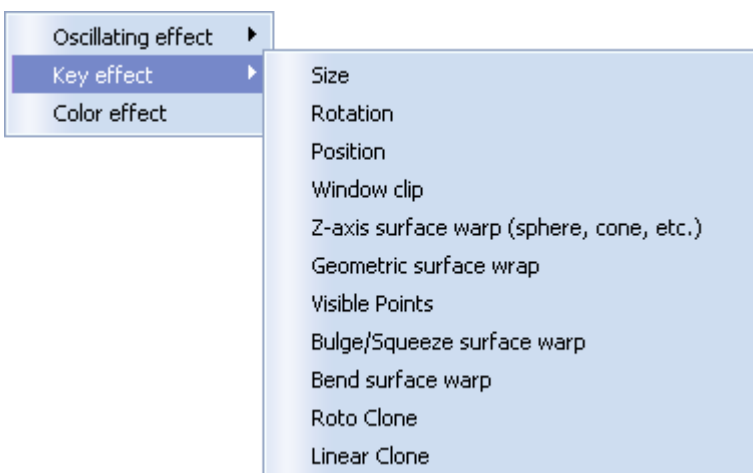 Oscillating effect
Key effect
Color effect
Size
Rotation
Position
Window clip
Z-axis surface warp (sphere, cone, etc.)
Geometric surface wrap
Visible Points
Bulge/Squeeze surface warp
Bend surface warp
Roto Clone
Linear Clone